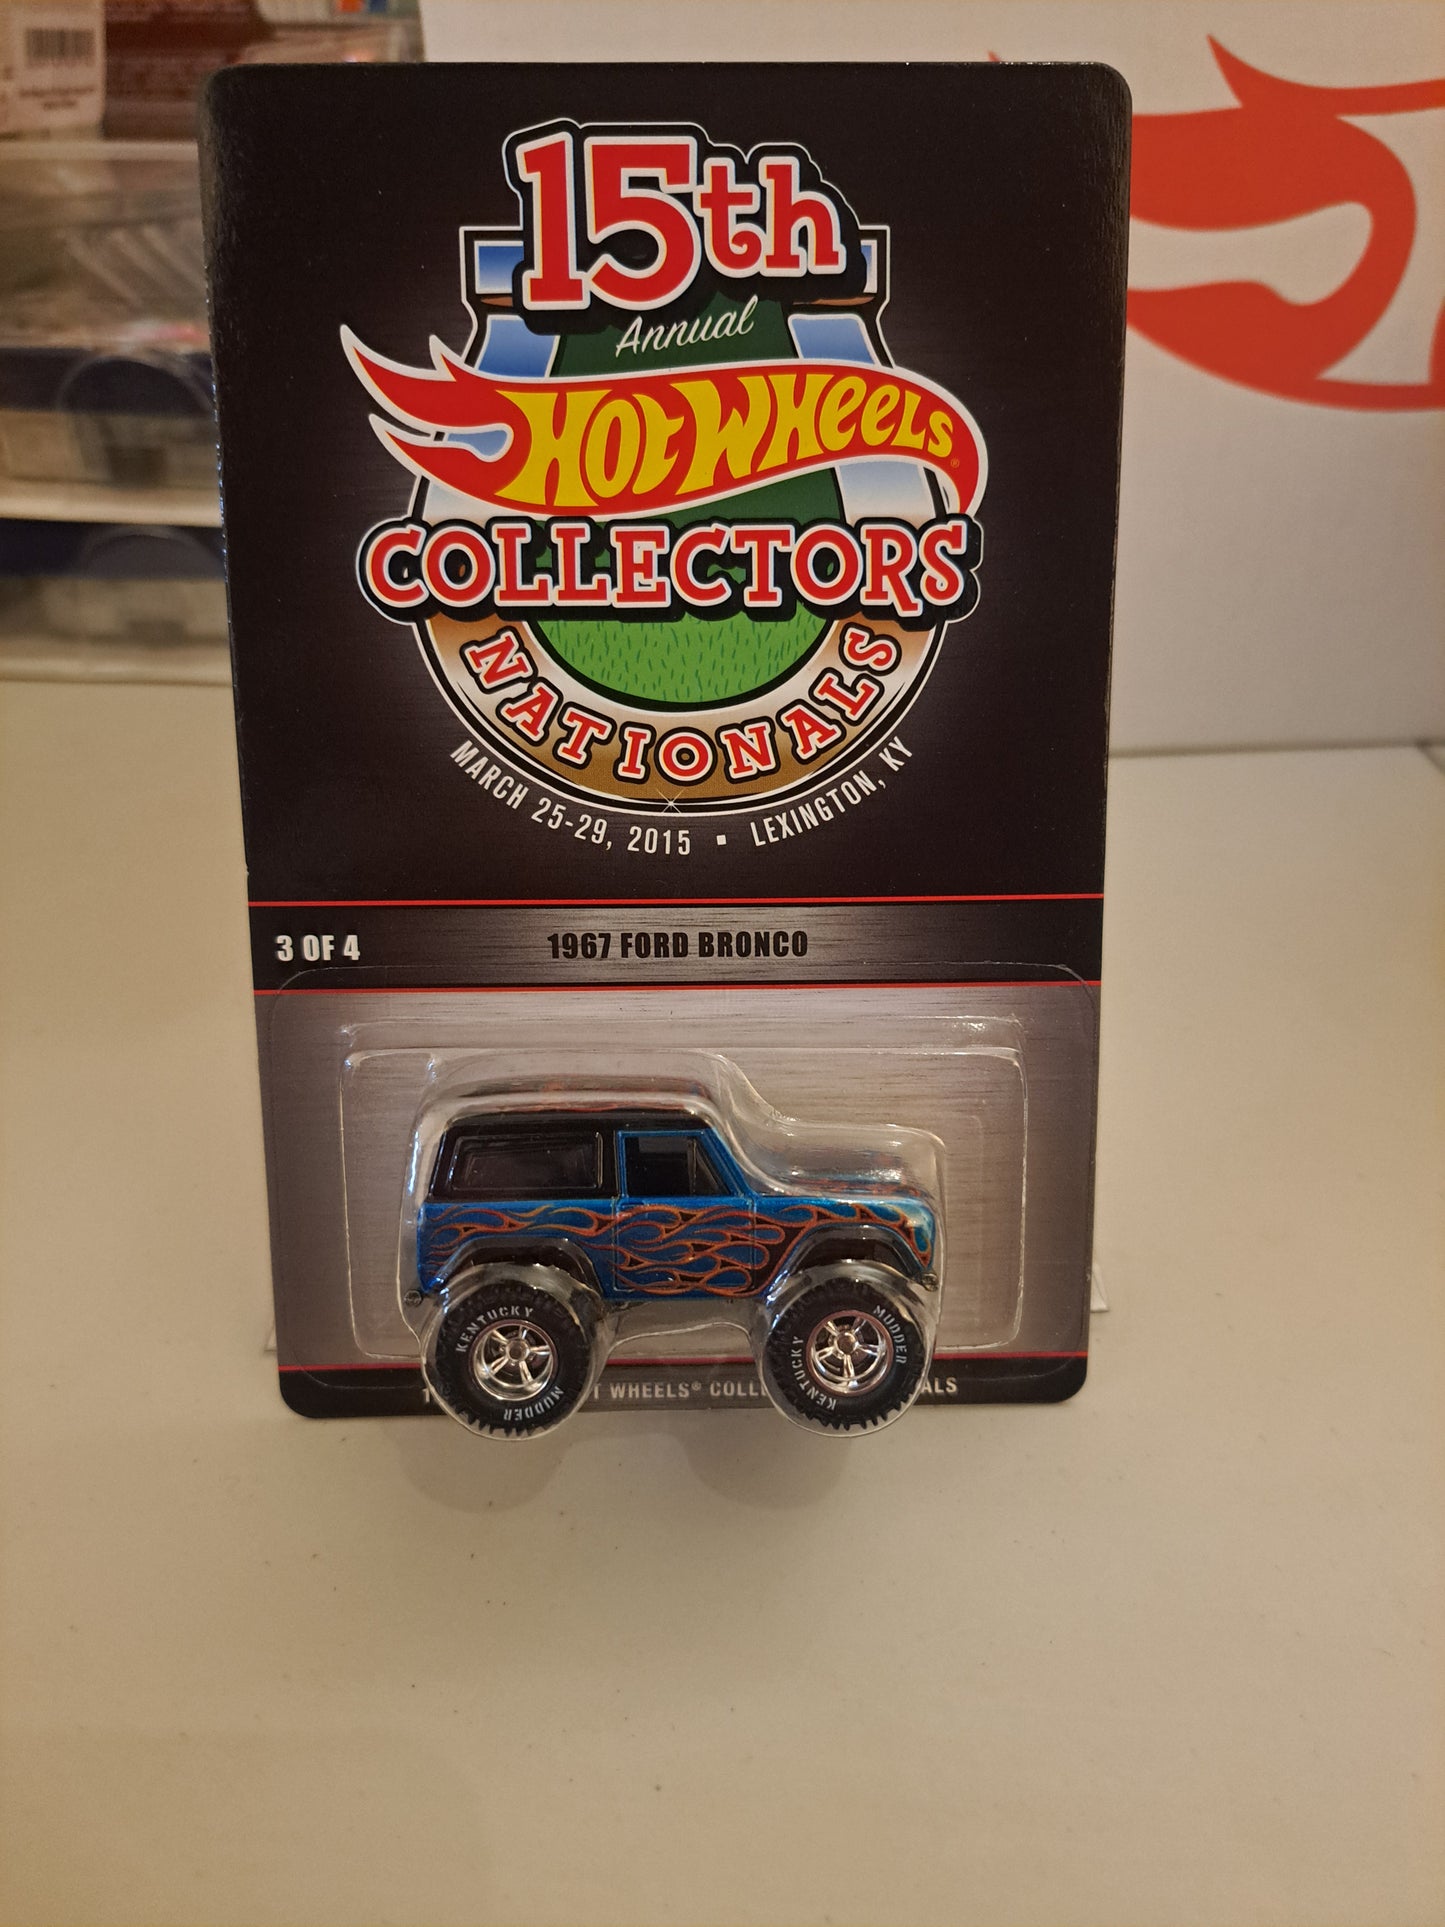 15th
Annual
HOT WHEELS®
COLLECTORS
NATIONALS
MARCH 25-29, 2015 ▪ LEXINGTON, KY
3 OF 4
1967 FORD BRONCO
KENTUCKY
MUDDER
MUDDER
KENTUCKY
WHEELS®